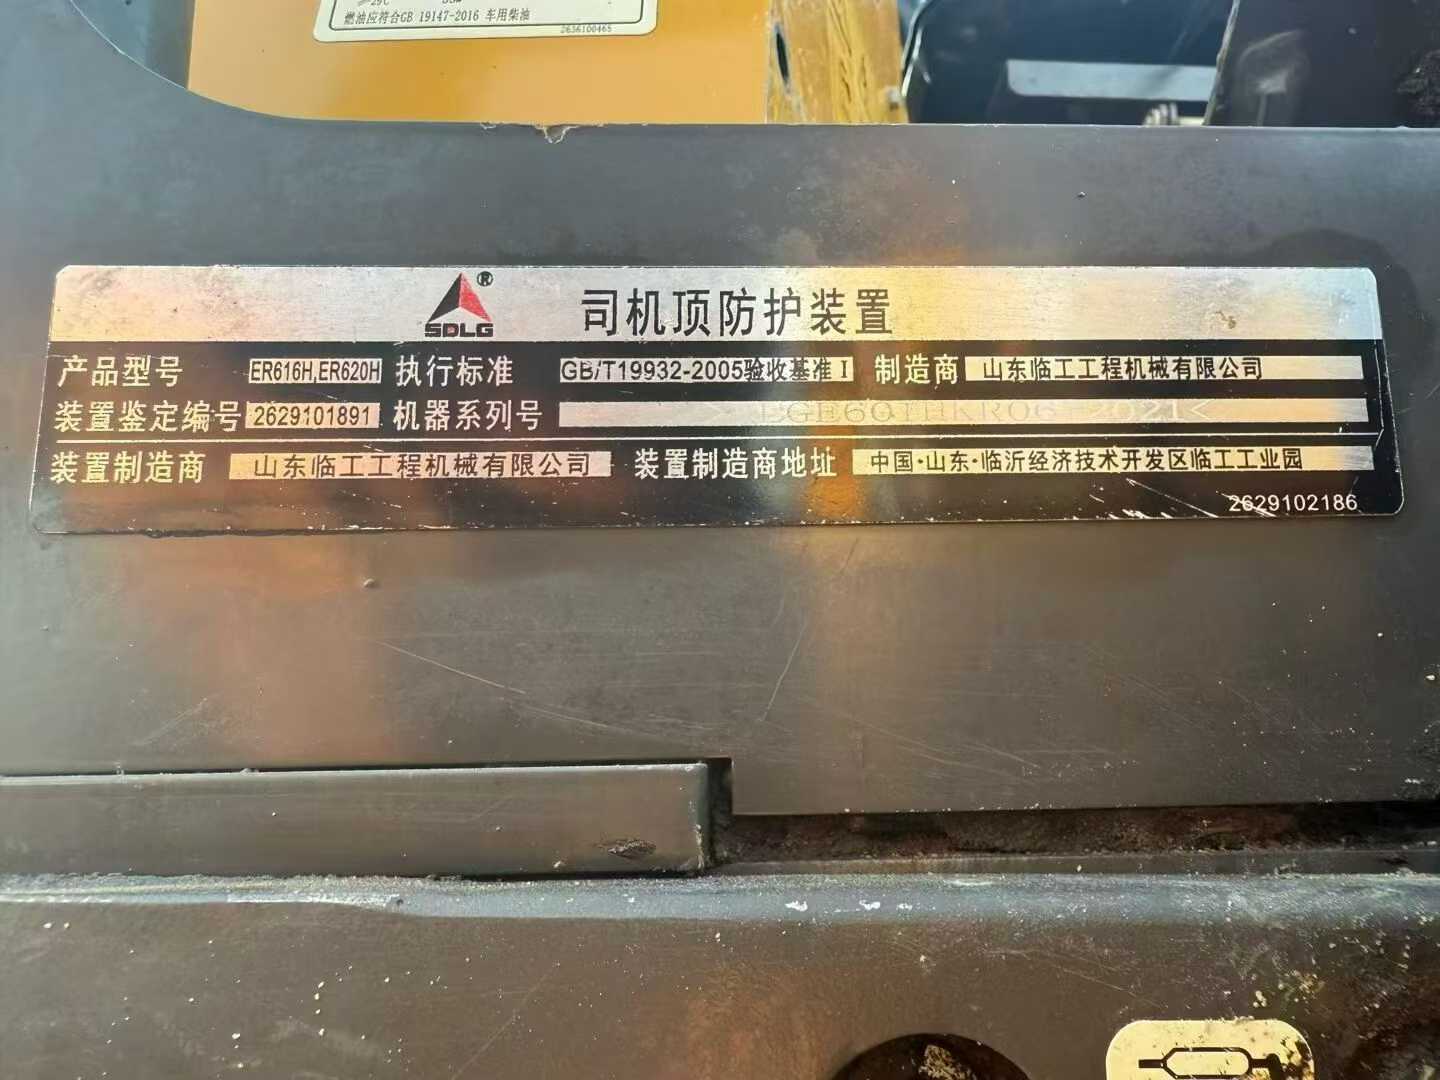 -29℃
燃油应符合GB 19147-2016 车用柴油
2636100465
SDLG®
司机顶防护装置
产品型号 ER616H,ER620H 执行标准 GB/T19932-2005验收基准Ⅰ 制造商 山东临工工程机械有限公司
装置鉴定编号 2629101891 机器系列号
装置制造商 山东临工工程机械有限公司 装置制造商地址 中国·山东·临沂经济技术开发区临工工业园
2629102186